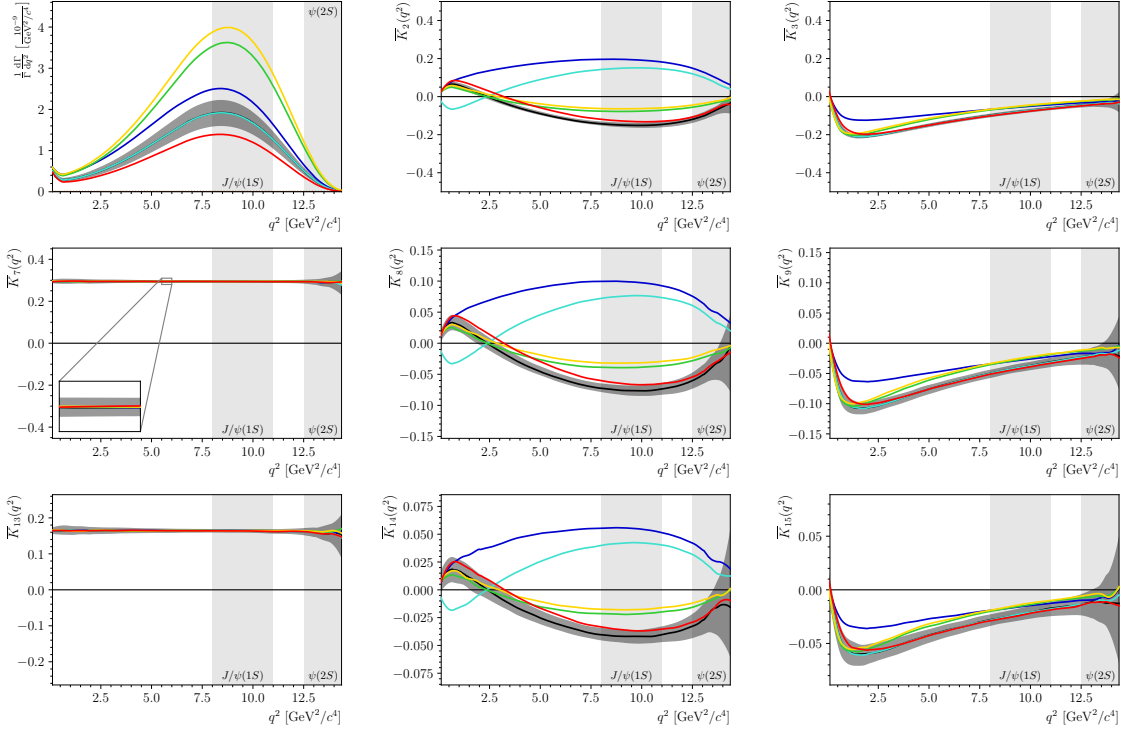 1/Γ dΓ/dq² [10⁻⁹/GeV²/c⁴]
4
3
2
1
0
2.5 5.0 7.5 10.0 12.5
J/ψ(1S)
ψ(2S)
q² [GeV²/c⁴]
K̅₂(q²)
0.4
0.2
0.0
−0.2
−0.4
2.5 5.0 7.5 10.0 12.5
J/ψ(1S) ψ(2S)
q² [GeV²/c⁴]
K̅₃(q²)
0.4
0.2
0.0
−0.2
−0.4
2.5 5.0 7.5 10.0 12.5
J/ψ(1S) ψ(2S)
q² [GeV²/c⁴]
K̅₇(q²)
0.4
0.2
0.0
−0.2
−0.4
2.5 5.0 7.5 10.0 12.5
J/ψ(1S) ψ(2S)
q² [GeV²/c⁴]
K̅₈(q²)
0.15
0.10
0.05
0.00
−0.05
−0.10
−0.15
2.5 5.0 7.5 10.0 12.5
J/ψ(1S) ψ(2S)
q² [GeV²/c⁴]
K̅₉(q²)
0.10
0.05
0.00
−0.05
−0.10
−0.15
2.5 5.0 7.5 10.0 12.5
J/ψ(1S) ψ(2S)
q² [GeV²/c⁴]
K̅₁₃(q²)
0.2
0.1
0.0
−0.1
−0.2
2.5 5.0 7.5 10.0 12.5
J/ψ(1S) ψ(2S)
q² [GeV²/c⁴]
K̅₁₄(q²)
0.075
0.050
0.025
0.000
−0.025
−0.050
−0.075
2.5 5.0 7.5 10.0 12.5
J/ψ(1S) ψ(2S)
q² [GeV²/c⁴]
K̅₁₅(q²)
0.05
0.00
−0.05
2.5 5.0 7.5 10.0 12.5
J/ψ(1S) ψ(2S)
q² [GeV²/c⁴]